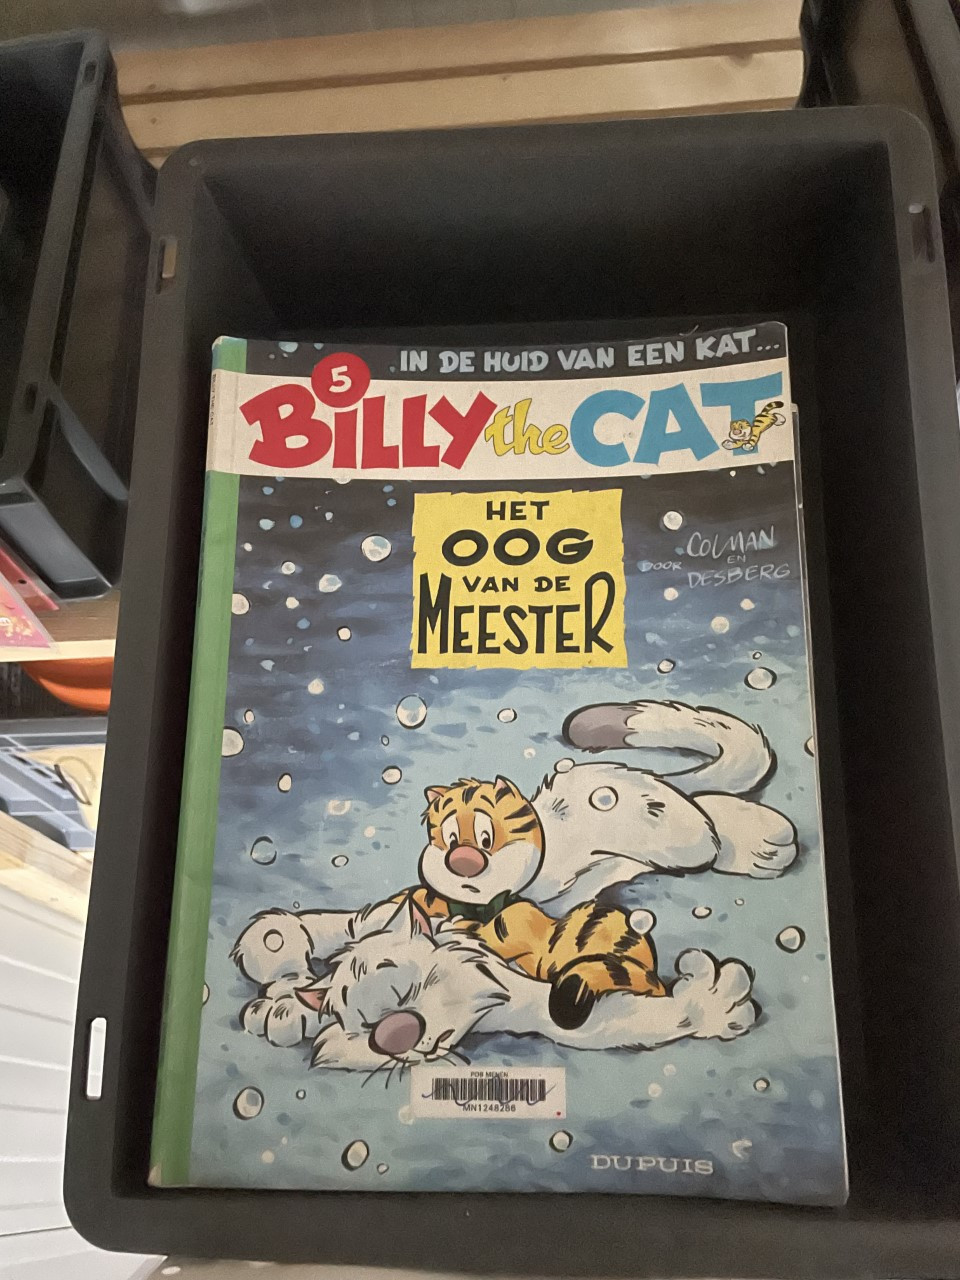 IN DE HUID VAN EEN KAT...
5
BILLY the CAT
HET
OOG
VAN DE
MEESTER
COLMAN
EN
DOOR DESBERG
POB MENEN
MN1248286
DUPUIS